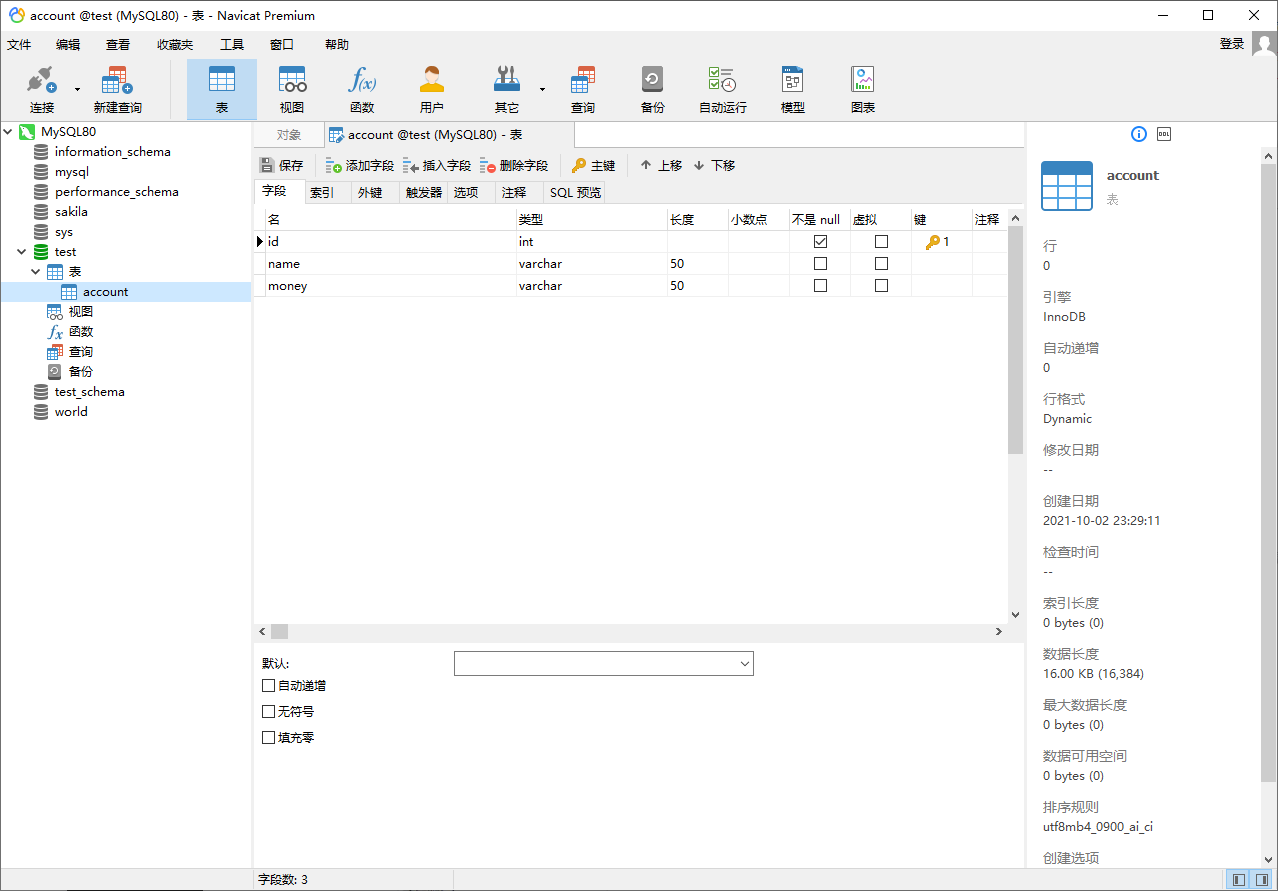 account @test (MySQL80) - 表 - Navicat Premium
文件 编辑 查看 收藏夹 工具 窗口 帮助 登录
连接 新建查询 表 视图 函数 用户 其它 查询 备份 自动运行 模型 图表
MySQL80
information_schema
mysql
performance_schema
sakila
sys
test
表
account
视图
函数
查询
备份
test_schema
world
对象 account @test (MySQL80) - 表
保存 添加字段 插入字段 删除字段 主键 上移 下移
字段 索引 外键 触发器 选项 注释 SQL 预览
名 类型 长度 小数点 不是 null 虚拟 键 注释
id int 1
name varchar 50
money varchar 50
默认:
自动递增
无符号
填充零
DDL
account
表
行
0
引擎
InnoDB
自动递增
0
行格式
Dynamic
修改日期
--
创建日期
2021-10-02 23:29:11
检查时间
--
索引长度
0 bytes (0)
数据长度
16.00 KB (16,384)
最大数据长度
0 bytes (0)
数据可用空间
0 bytes (0)
排序规则
utf8mb4_0900_ai_ci
创建选项
字段数: 3